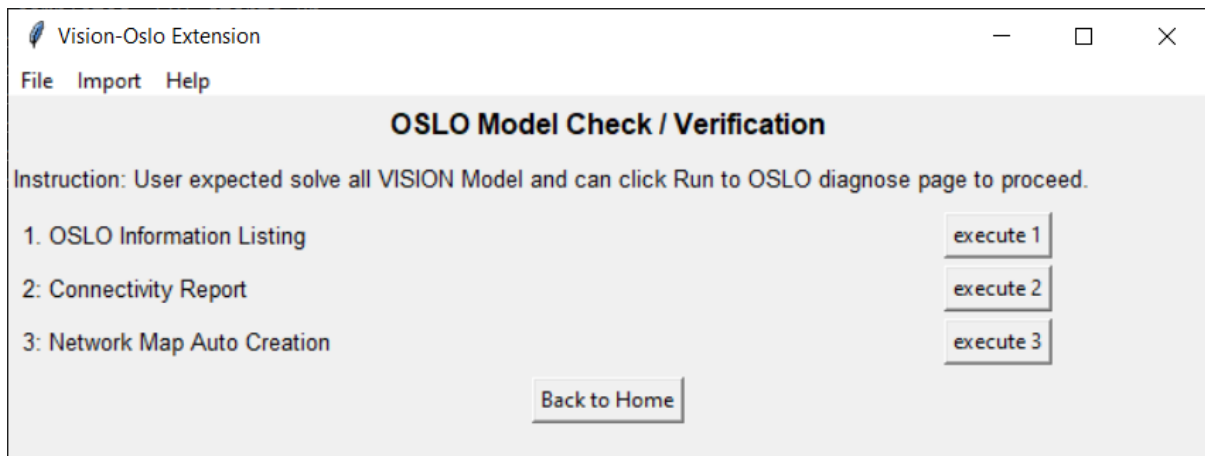 Vision-Oslo Extension
File Import Help
OSLO Model Check / Verification
Instruction: User expected solve all VISION Model and can click Run to OSLO diagnose page to proceed.
1. OSLO Information Listing execute 1
2: Connectivity Report execute 2
3: Network Map Auto Creation execute 3
Back to Home